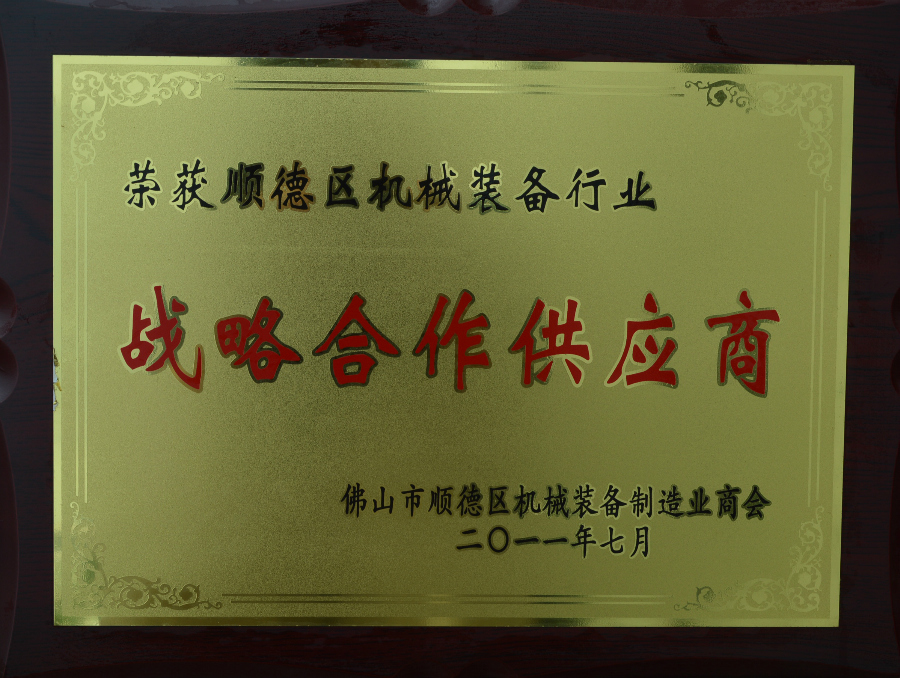 荣获顺德区机械装备行业
战略合作供应商
佛山市顺德区机械装备制造业商会
二〇一一年七月